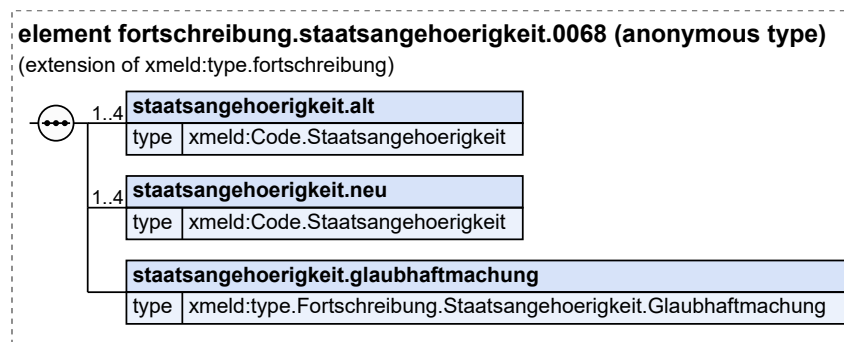 element fortschreibung.staatsangehoerigkeit.0068 (anonymous type)
(extension of xmeld:type.fortschreibung)
1..4 staatsangehoerigkeit.alt
type xmeld:Code.Staatsangehoerigkeit
1..4 staatsangehoerigkeit.neu
type xmeld:Code.Staatsangehoerigkeit
staatsangehoerigkeit.glaubhaftmachung
type xmeld:type.Fortschreibung.Staatsangehoerigkeit.Glaubhaftmachung